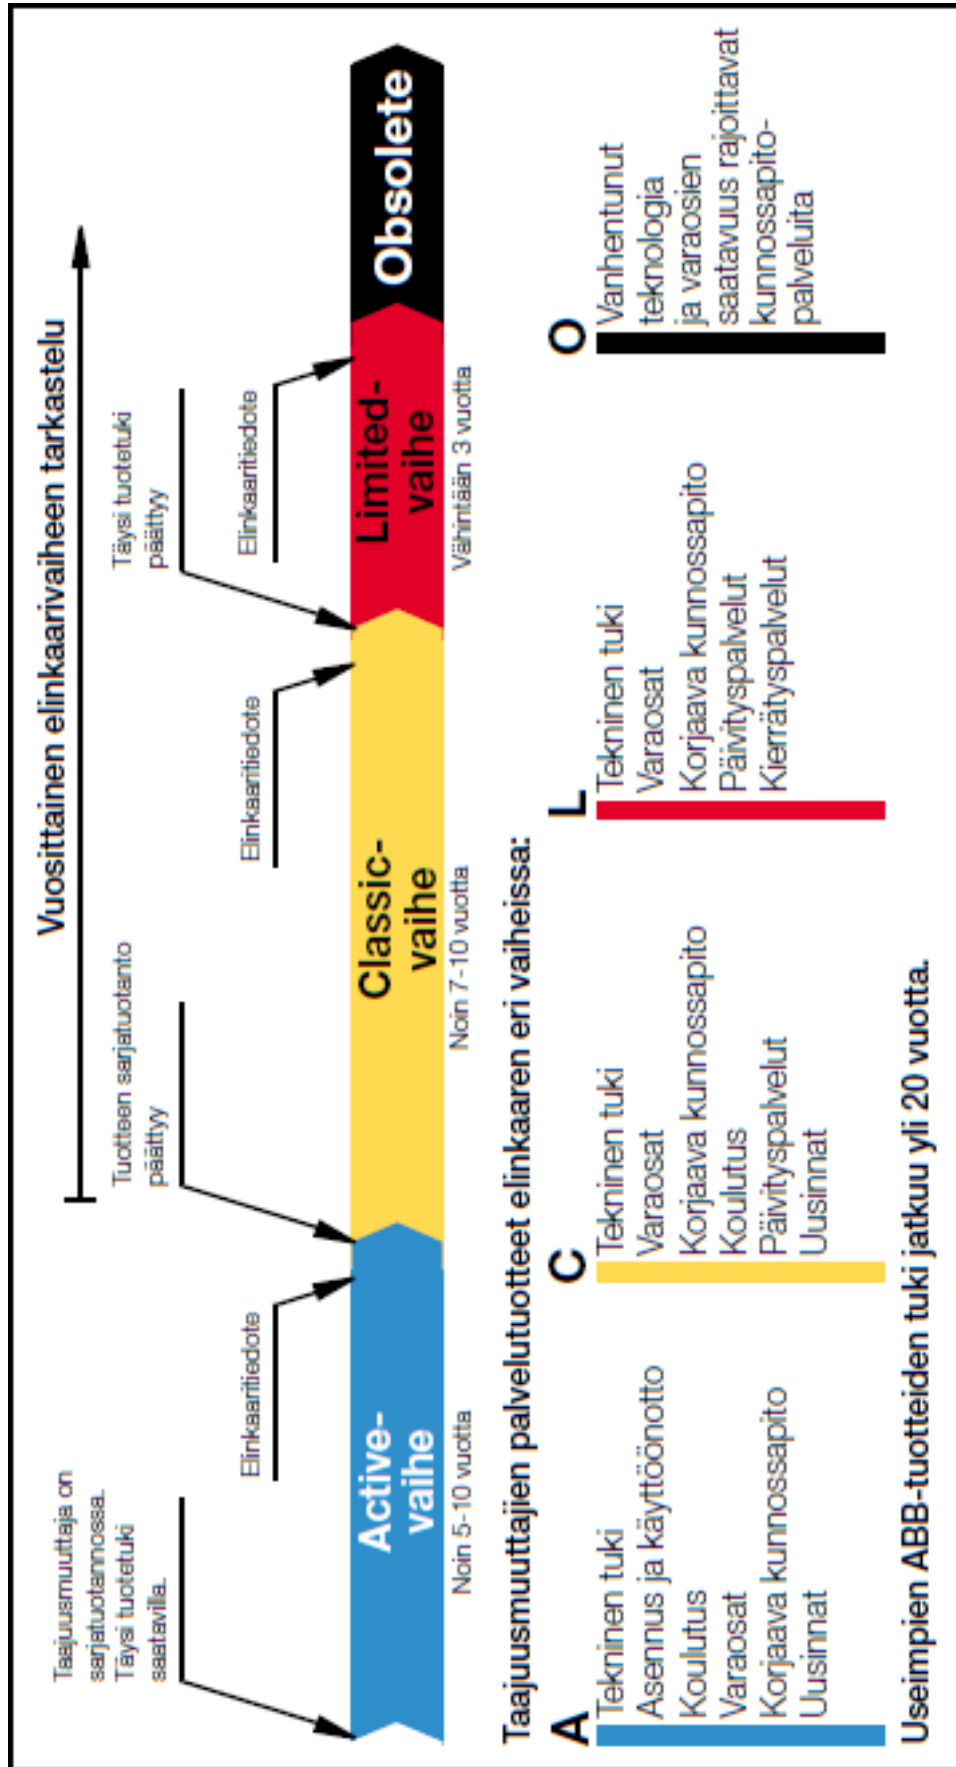 Vuosittainen elinkaarivaiheen tarkastelu
Taajuusmuuttaja on
sarjatuotannossa.
Täysi tuotetuki
saatavilla.
Elinkaaritiedote
Tuotteen sarjatuotanto
päättyy
Elinkaaritiedote
Täysi tuotetuki
päättyy
Elinkaaritiedote
Active-
vaihe
Classic-
vaihe
Limited-
vaihe
Obsolete
Noin 5-10 vuotta
Noin 7-10 vuotta
Vähintään 3 vuotta
Taajuusmuuttajien palvelutuotteet elinkaaren eri vaiheissa:
A
Tekninen tuki
Asennus ja käyttöönotto
Koulutus
Varaosat
Korjaava kunnossapito
Uusinnat
C
Tekninen tuki
Varaosat
Korjaava kunnossapito
Koulutus
Päivityspalvelut
Uusinnat
L
Tekninen tuki
Varaosat
Korjaava kunnossapito
Päivityspalvelut
Kierrätyspalvelut
O
Vanhentunut
teknologia
ja varaosien
saatavuus rajoittavat
kunnossapito-
palveluita
Useimpien ABB-tuotteiden tuki jatkuu yli 20 vuotta.